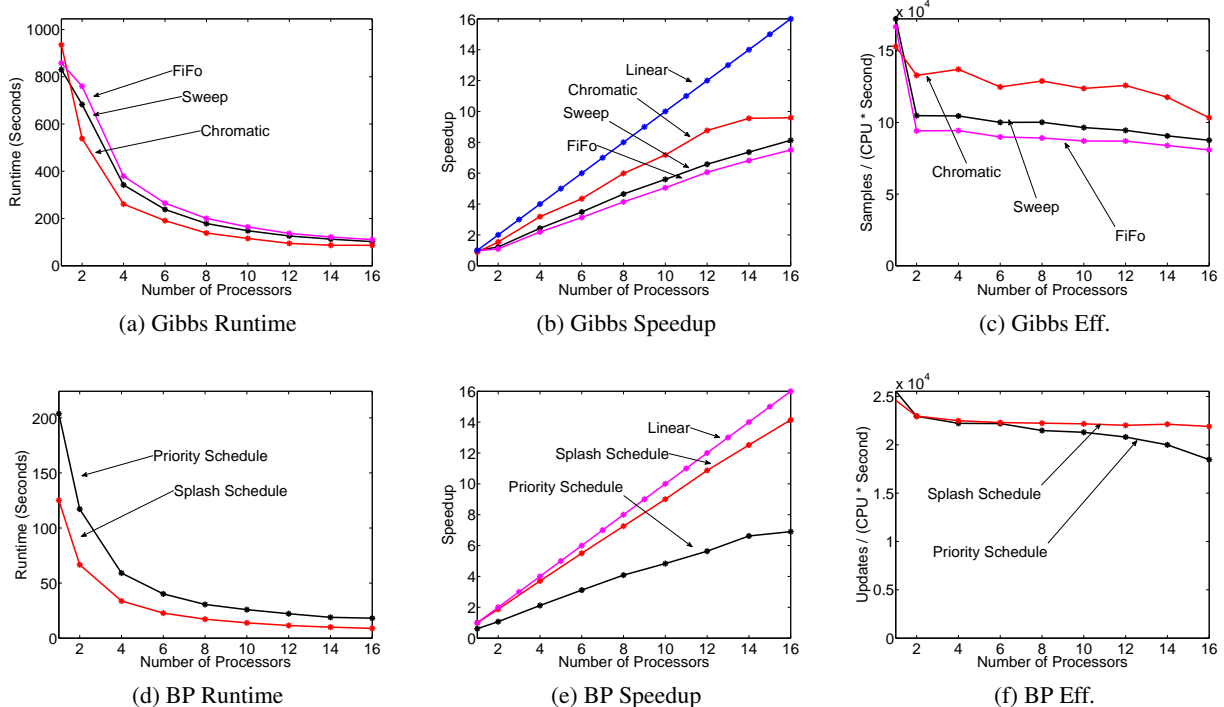 1000
800
600
400
200
0
Runtime (Seconds)
FiFo
Sweep
Chromatic
2 4 6 8 10 12 14 16
Number of Processors
(a) Gibbs Runtime
16
14
12
10
8
6
4
2
0
Speedup
Linear
Chromatic
Sweep
FiFo
2 4 6 8 10 12 14 16
Number of Processors
(b) Gibbs Speedup
x 10⁴
15
10
5
0
Samples / (CPU * Second)
Chromatic
Sweep
FiFo
2 4 6 8 10 12 14 16
Number of Processors
(c) Gibbs Eff.
200
150
100
50
0
Runtime (Seconds)
Priority Schedule
Splash Schedule
2 4 6 8 10 12 14 16
Number of Processors
(d) BP Runtime
16
14
12
10
8
6
4
2
0
Speedup
Linear
Splash Schedule
Priority Schedule
2 4 6 8 10 12 14 16
Number of Processors
(e) BP Speedup
x 10⁴
2.5
2
1.5
1
0.5
0
Updates / (CPU * Second)
Splash Schedule
Priority Schedule
2 4 6 8 10 12 14 16
Number of Processors
(f) BP Eff.